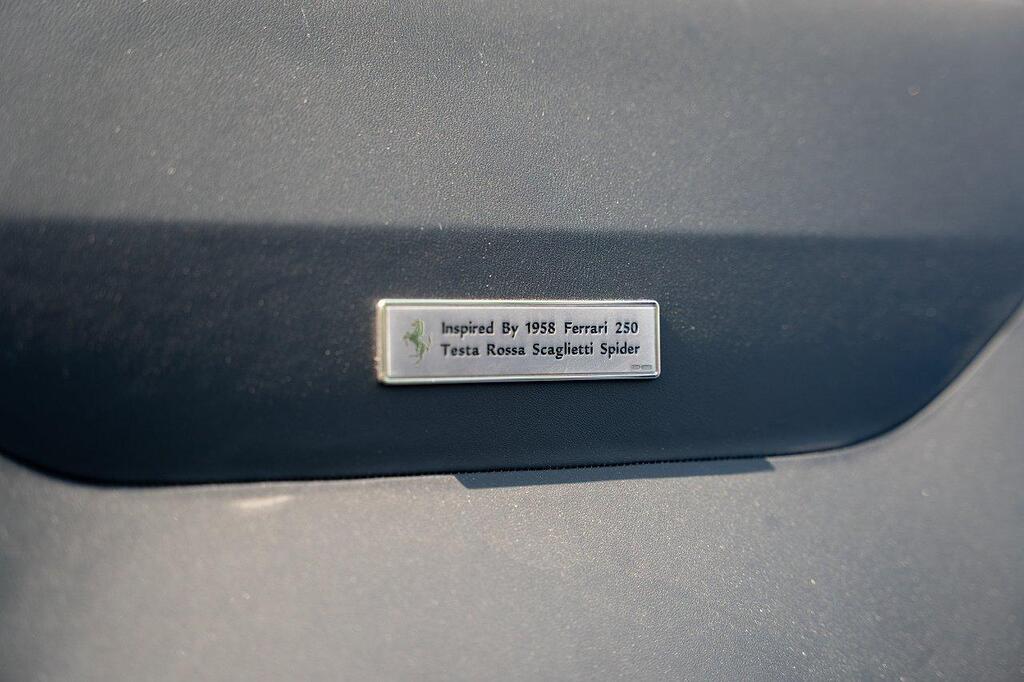 Inspired By 1958 Ferrari 250
Testa Rossa Scaglietti Spider